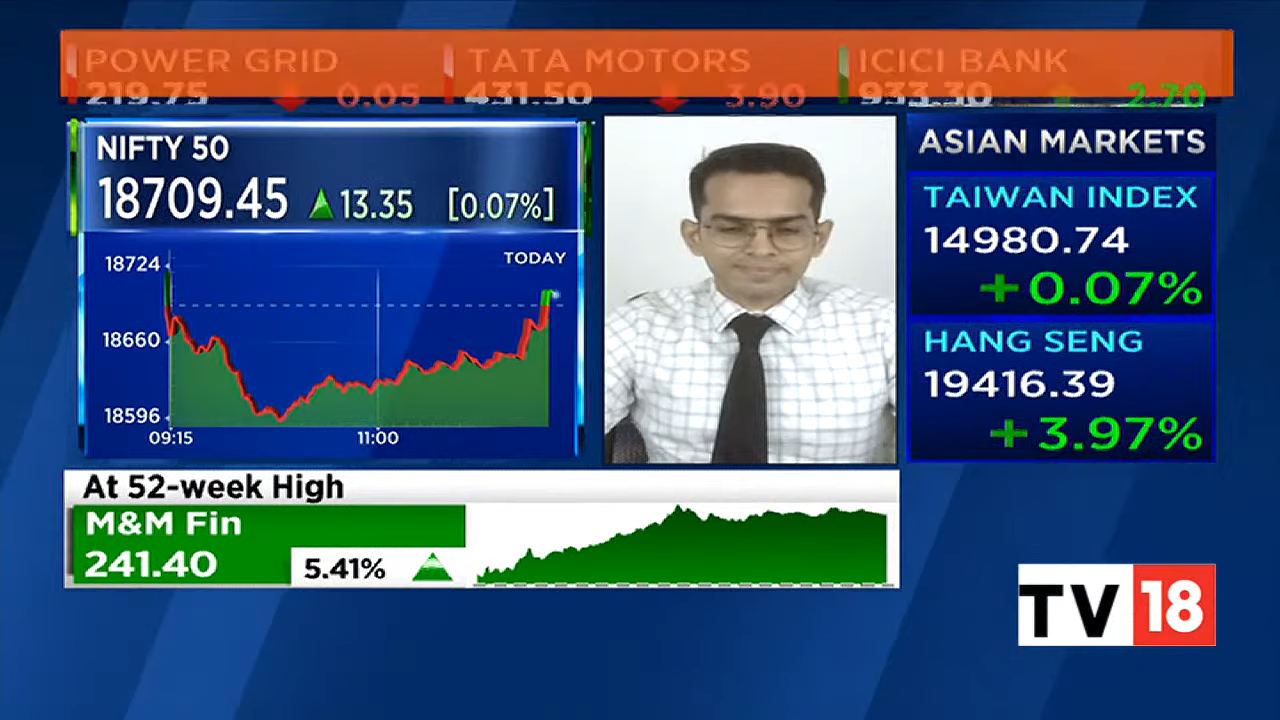 POWER GRID
219.75 0.05
TATA MOTORS
431.50 3.90
ICICI BANK
933.30 2.70
NIFTY 50
18709.45 13.35 [0.07%]
TODAY
18724
18660
18596
09:15 11:00
ASIAN MARKETS
TAIWAN INDEX
14980.74
+0.07%
HANG SENG
19416.39
+3.97%
At 52-week High
M&M Fin
241.40 5.41%
TV18